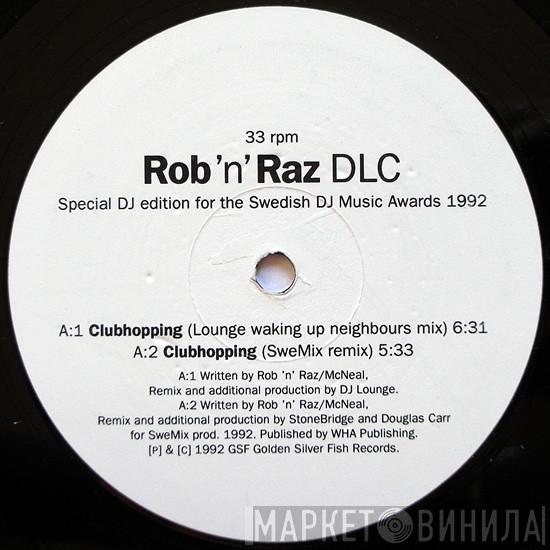 33 rpm
Rob 'n' Raz DLC
Special DJ edition for the Swedish DJ Music Awards 1992
A:1 Clubhopping (Lounge waking up neighbours mix) 6:31
A:2 Clubhopping (SweMix remix) 5:33
A:1 Written by Rob 'n' Raz/McNeal,
Remix and additional production by DJ Lounge.
A:2 Written by Rob 'n' Raz/McNeal,
Remix and additional production by StoneBridge and Douglas Carr
for SweMix prod. 1992. Published by WHA Publishing.
[P] & [C] 1992 GSF Golden Silver Fish Records.
МАРКЕТ ВИНИЛА